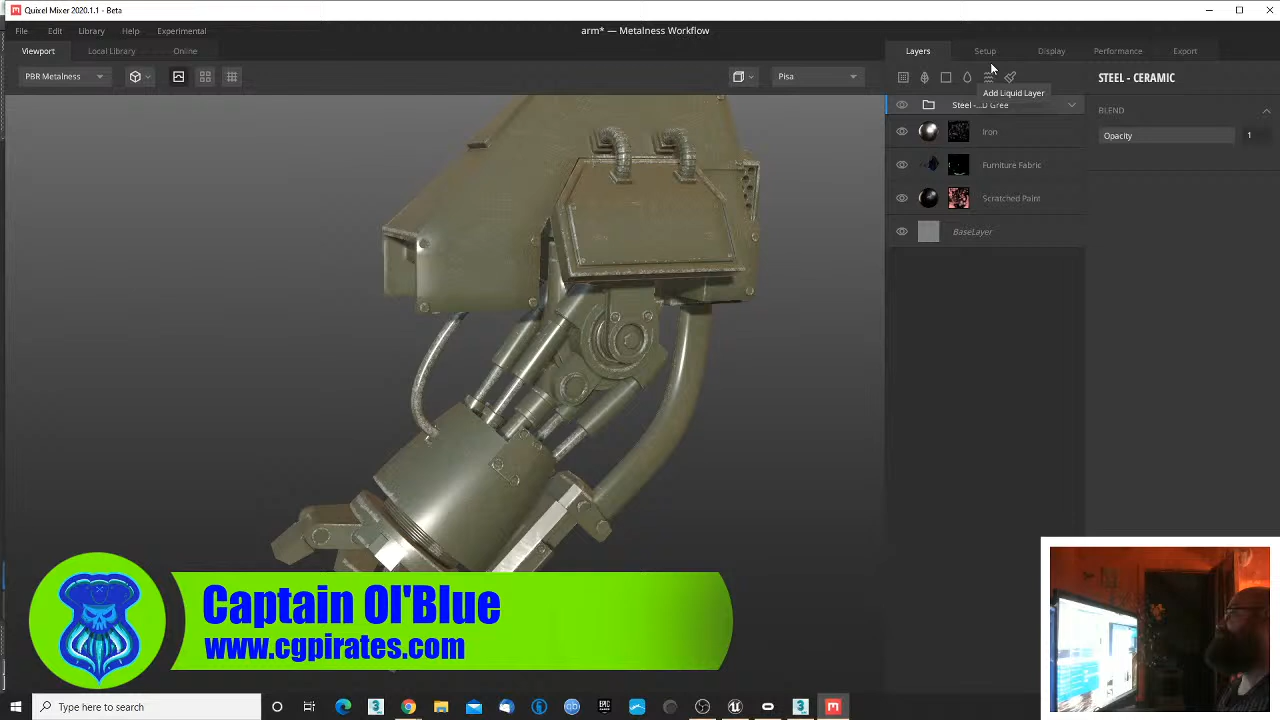 Quixel Mixer 2020.1.1 - Beta
File Edit Library Help Experimental
arm* — Metalness Workflow
Viewport Local Library Online
Layers Setup Display Performance Export
PBR Metalness
Pisa
STEEL - CERAMIC
Add Liquid Layer
Steel -...D Gree
BLEND
Iron
Opacity 1
Furniture Fabric
Scratched Paint
BaseLayer
Captain Ol'Blue
www.cgpirates.com
Type here to search